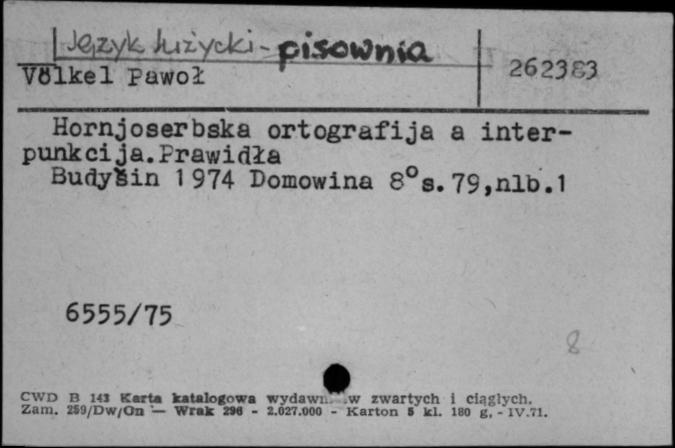 Język łużycki - pisownia
Völkel Pawoł
262383
Hornjoserbska ortografija a inter-
punkcija.Prawidła
Budyšin 1974 Domowina 8° s.79,nlb.1
6555/75
8
CWD B 143 Karta katalogowa wydawn. w zwartych i ciągłych.
Zam. 259/Dw/On — Wrak 296 - 2.027.000 - Karton 5 kl. 180 g. - IV.71.